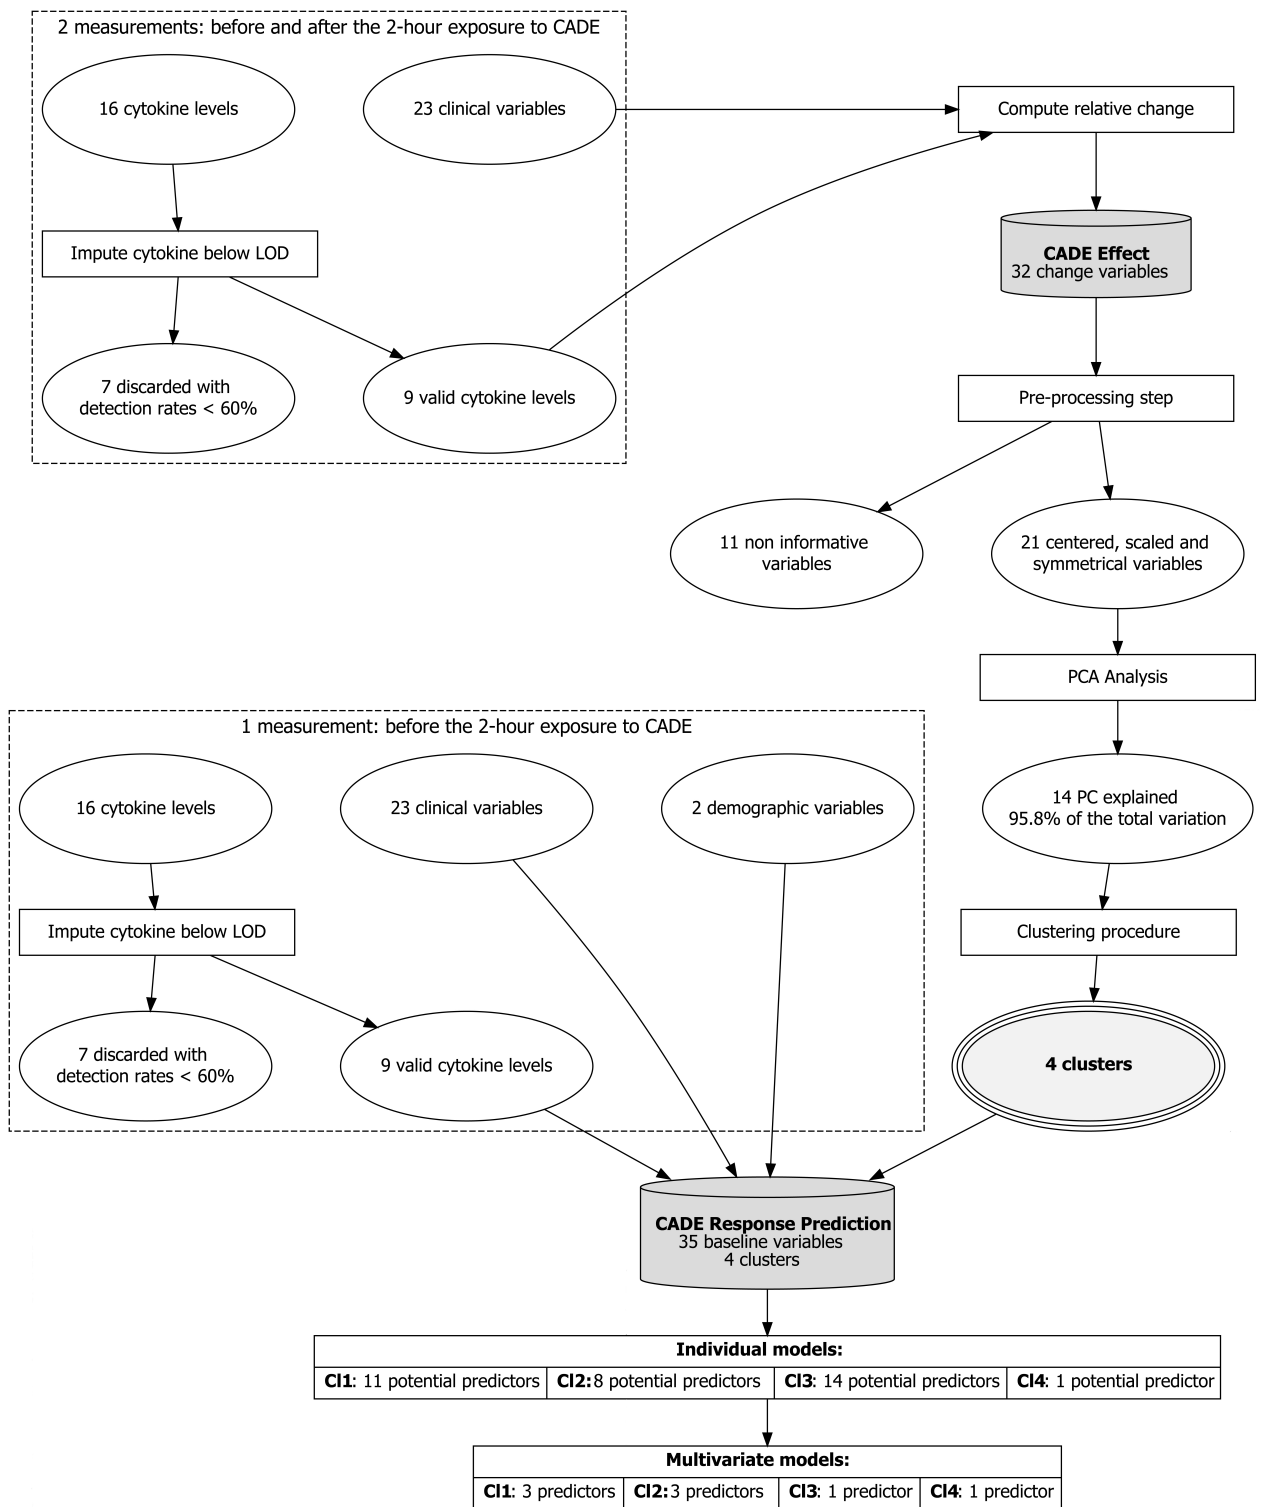 2 measurements: before and after the 2-hour exposure to CADE
16 cytokine levels
23 clinical variables
Compute relative change
Impute cytokine below LOD
CADE Effect
32 change variables
7 discarded with
detection rates < 60%
9 valid cytokine levels
Pre-processing step
11 non informative
variables
21 centered, scaled and
symmetrical variables
PCA Analysis
1 measurement: before the 2-hour exposure to CADE
16 cytokine levels
23 clinical variables
2 demographic variables
14 PC explained
95.8% of the total variation
Impute cytokine below LOD
Clustering procedure
7 discarded with
detection rates < 60%
9 valid cytokine levels
4 clusters
CADE Response Prediction
35 baseline variables
4 clusters
Individual models:
Cl1: 11 potential predictors
Cl2: 8 potential predictors
Cl3: 14 potential predictors
Cl4: 1 potential predictor
Multivariate models:
Cl1: 3 predictors
Cl2: 3 predictors
Cl3: 1 predictor
Cl4: 1 predictor